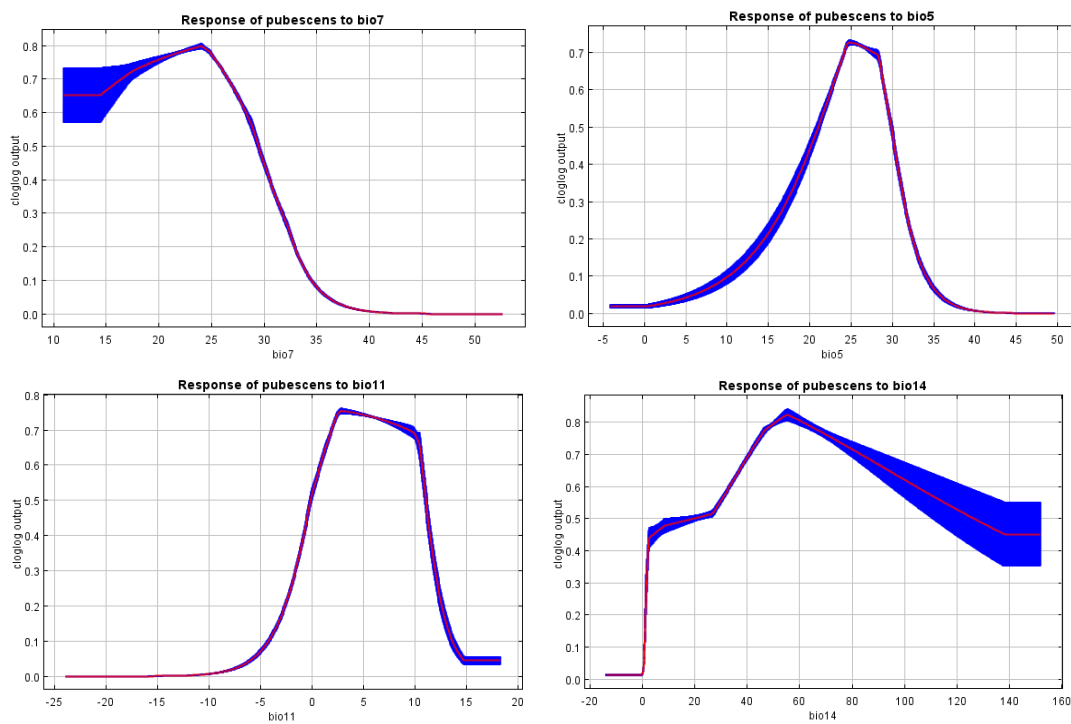 Response of pubescens to bio7
0.8
0.7
0.6
0.5
0.4
0.3
0.2
0.1
0.0
cloglog output
10 15 20 25 30 35 40 45 50
bio7
Response of pubescens to bio5
0.7
0.6
0.5
0.4
0.3
0.2
0.1
0.0
cloglog output
-5 0 5 10 15 20 25 30 35 40 45 50
bio5
Response of pubescens to bio11
0.8
0.7
0.6
0.5
0.4
0.3
0.2
0.1
0.0
cloglog output
-25 -20 -15 -10 -5 0 5 10 15 20
bio11
Response of pubescens to bio14
0.8
0.7
0.6
0.5
0.4
0.3
0.2
0.1
0.0
cloglog output
-20 0 20 40 60 80 100 120 140 160
bio14